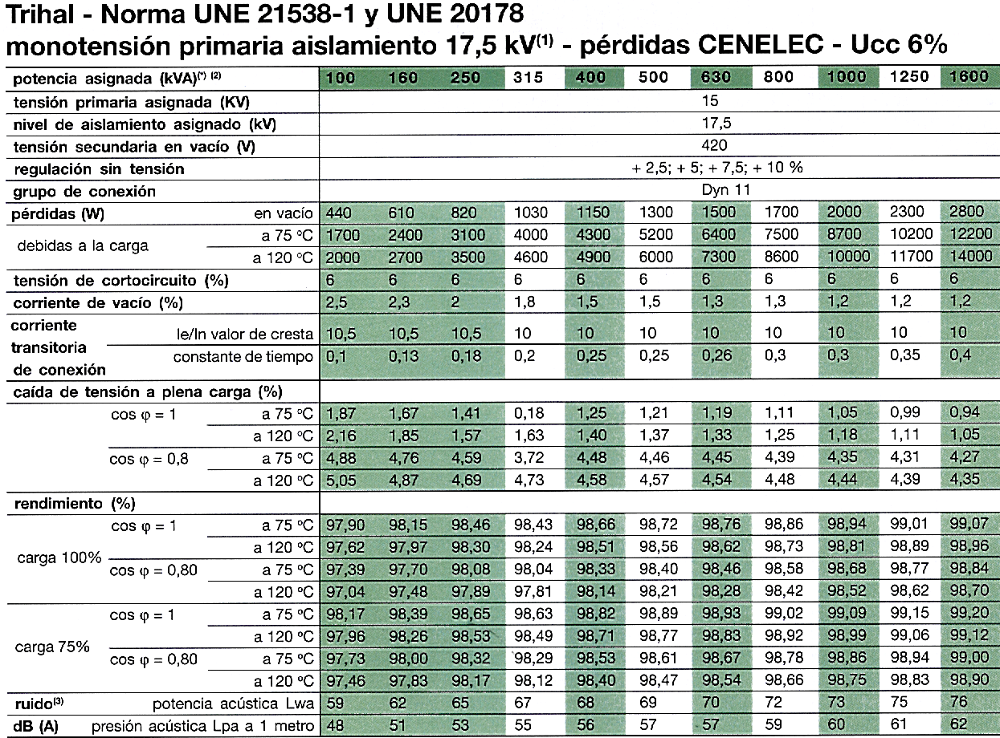 Trihal - Norma UNE 21538-1 y UNE 20178
monotensión primaria aislamiento 17,5 kV(1) - pérdidas CENELEC - Ucc 6%
potencia asignada (kVA)(*) (2) 100 160 250 315 400 500 630 800 1000 1250 1600
tensión primaria asignada (KV) 15
nivel de aislamiento asignado (kV) 17,5
tensión secundaria en vacío (V) 420
regulación sin tensión + 2,5; + 5; + 7,5; + 10 %
grupo de conexión Dyn 11
pérdidas (W) en vacío 440 610 820 1030 1150 1300 1500 1700 2000 2300 2800
debidas a la carga a 75 ºC 1700 2400 3100 4000 4300 5200 6400 7500 8700 10200 12200
a 120 ºC 2000 2700 3500 4600 4900 6000 7300 8600 10000 11700 14000
tensión de cortocircuito (%) 6 6 6 6 6 6 6 6 6 6 6
corriente de vacío (%) 2,5 2,3 2 1,8 1,5 1,5 1,3 1,3 1,2 1,2 1,2
corriente transitoria de conexión
Ie/In valor de cresta 10,5 10,5 10,5 10 10 10 10 10 10 10 10
constante de tiempo 0,1 0,13 0,18 0,2 0,25 0,25 0,26 0,3 0,3 0,35 0,4
caída de tensión a plena carga (%)
cos φ = 1 a 75 ºC 1,87 1,67 1,41 0,18 1,25 1,21 1,19 1,11 1,05 0,99 0,94
a 120 ºC 2,16 1,85 1,57 1,63 1,40 1,37 1,33 1,25 1,18 1,11 1,05
cos φ = 0,8 a 75 ºC 4,88 4,76 4,59 3,72 4,48 4,46 4,45 4,39 4,35 4,31 4,27
a 120 ºC 5,05 4,87 4,69 4,73 4,58 4,57 4,54 4,48 4,44 4,39 4,35
rendimiento (%)
carga 100%
cos φ = 1 a 75 ºC 97,90 98,15 98,46 98,43 98,66 98,72 98,76 98,86 98,94 99,01 99,07
a 120 ºC 97,62 97,97 98,30 98,24 98,51 98,56 98,62 98,73 98,81 98,89 98,96
cos φ = 0,80 a 75 ºC 97,39 97,70 98,08 98,04 98,33 98,40 98,46 98,58 98,68 98,77 98,84
a 120 ºC 97,04 97,48 97,89 97,81 98,14 98,21 98,28 98,42 98,52 98,62 98,70
carga 75%
cos φ = 1 a 75 ºC 98,17 98,39 98,65 98,63 98,82 98,89 98,93 99,02 99,09 99,15 99,20
a 120 ºC 97,96 98,26 98,53 98,49 98,71 98,77 98,83 98,92 98,99 99,06 99,12
cos φ = 0,80 a 75 ºC 97,73 98,00 98,32 98,29 98,53 98,61 98,67 98,78 98,86 98,94 99,00
a 120 ºC 97,46 97,83 98,17 98,12 98,40 98,47 98,54 98,66 98,75 98,83 98,90
ruido(3) potencia acústica Lwa 59 62 65 67 68 69 70 72 73 75 76
dB (A) presión acústica Lpa a 1 metro 48 51 53 55 56 57 57 59 60 61 62